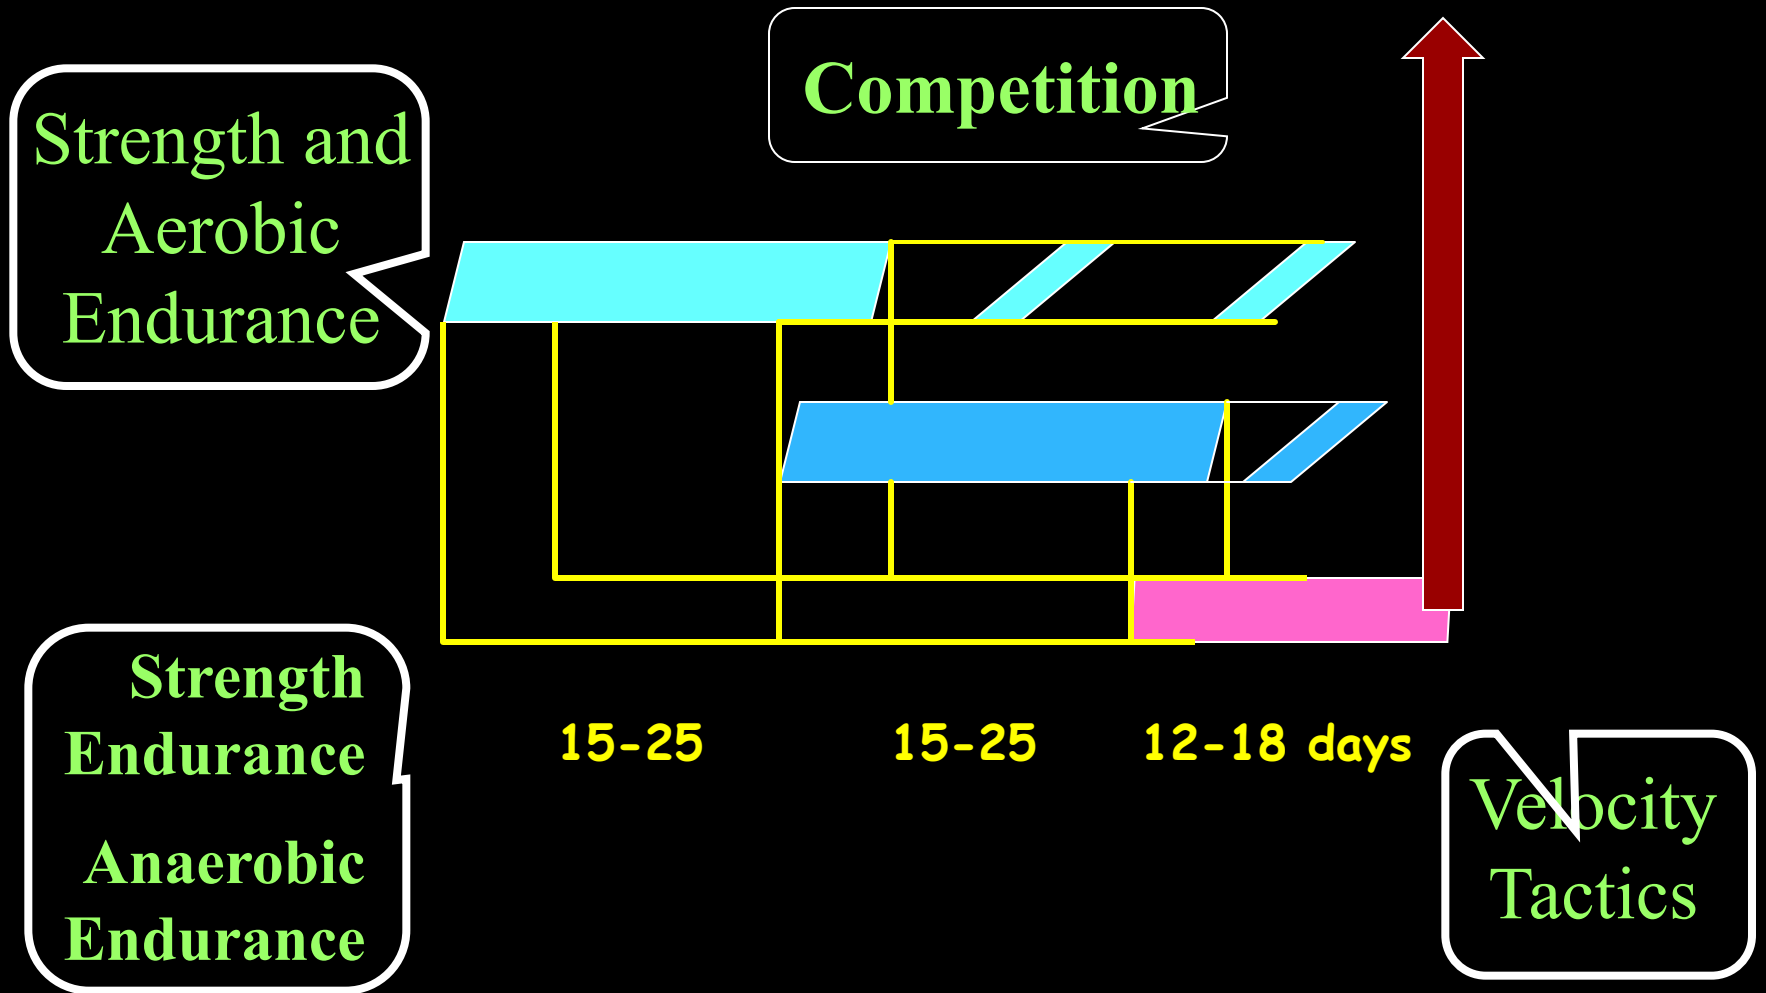 Competition
Strength and
Aerobic
Endurance
Strength
Endurance
Anaerobic
Endurance
15-25
15-25
12-18 days
Velocity
Tactics